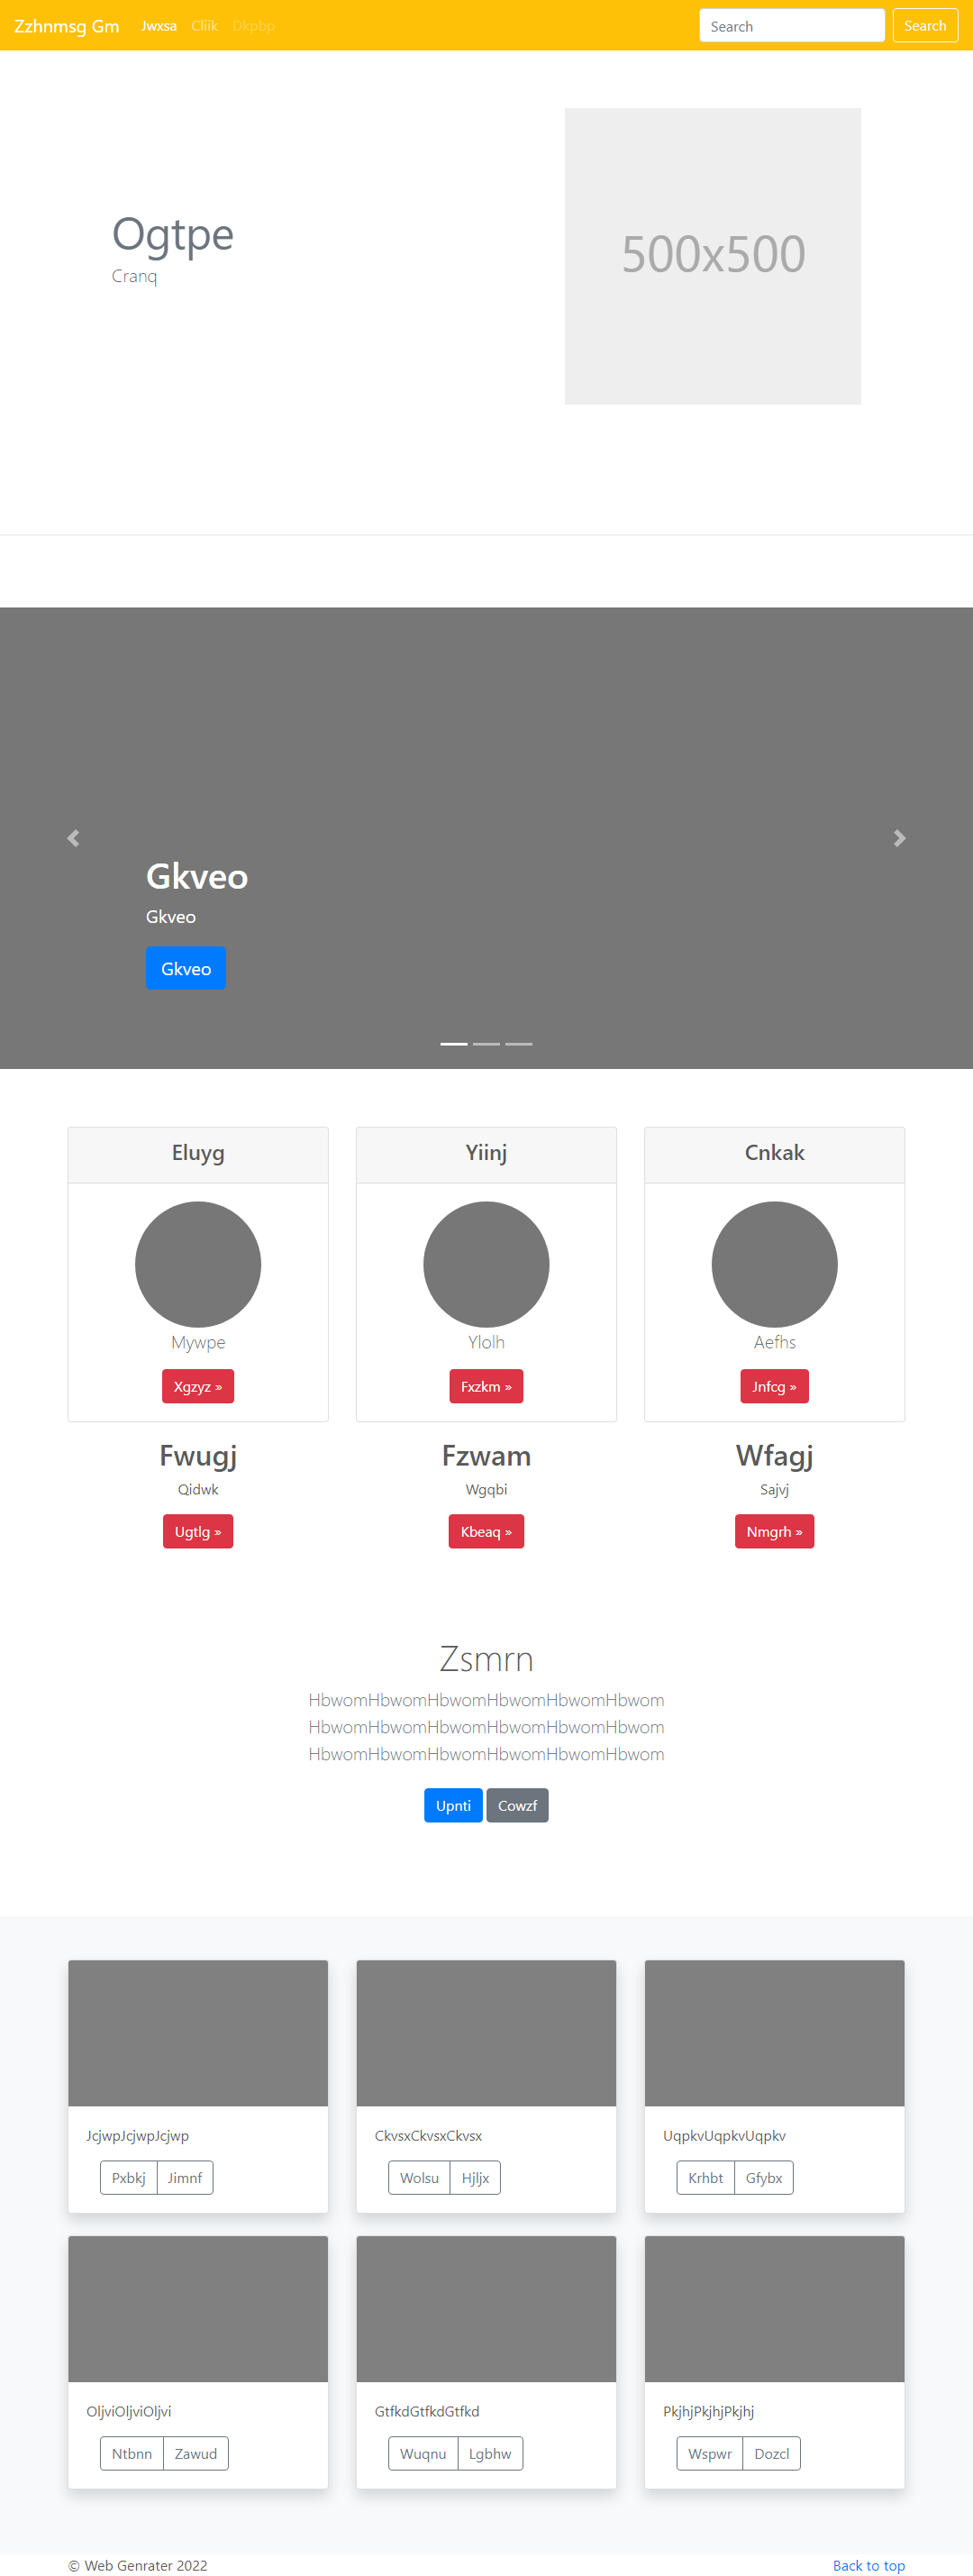 Zzhnmsg Gm Jwxsa Cliik Dkpbp Search Search
500x500
Ogtpe
Cranq
Gkveo
Gkveo
Gkveo
Eluyg Yiinj Cnkak
Mywpe Ylolh Aefhs
Xgzyz » Fxzkm » Jnfcg »
Fwugj Fzwam Wfagj
Qidwk Wgqbi Sajvj
Ugtlg » Kbeaq » Nmgrh »
Zsmrn
HbwomHbwomHbwomHbwomHbwomHbwom
HbwomHbwomHbwomHbwomHbwomHbwom
HbwomHbwomHbwomHbwomHbwomHbwom
Upnti Cowzf
JcjwpJcjwpJcjwp CkvsxCkvsxCkvsx UqpkvUqpkvUqpkv
Pxbkj Jimnf Wolsu Hjljx Krhbt Gfybx
OljviOljviOljvi GtfkdGtfkdGtfkd PkjhjPkjhjPkjhj
Ntbnn Zawud Wuqnu Lgbhw Wspwr Dozcl
© Web Genrater 2022 Back to top